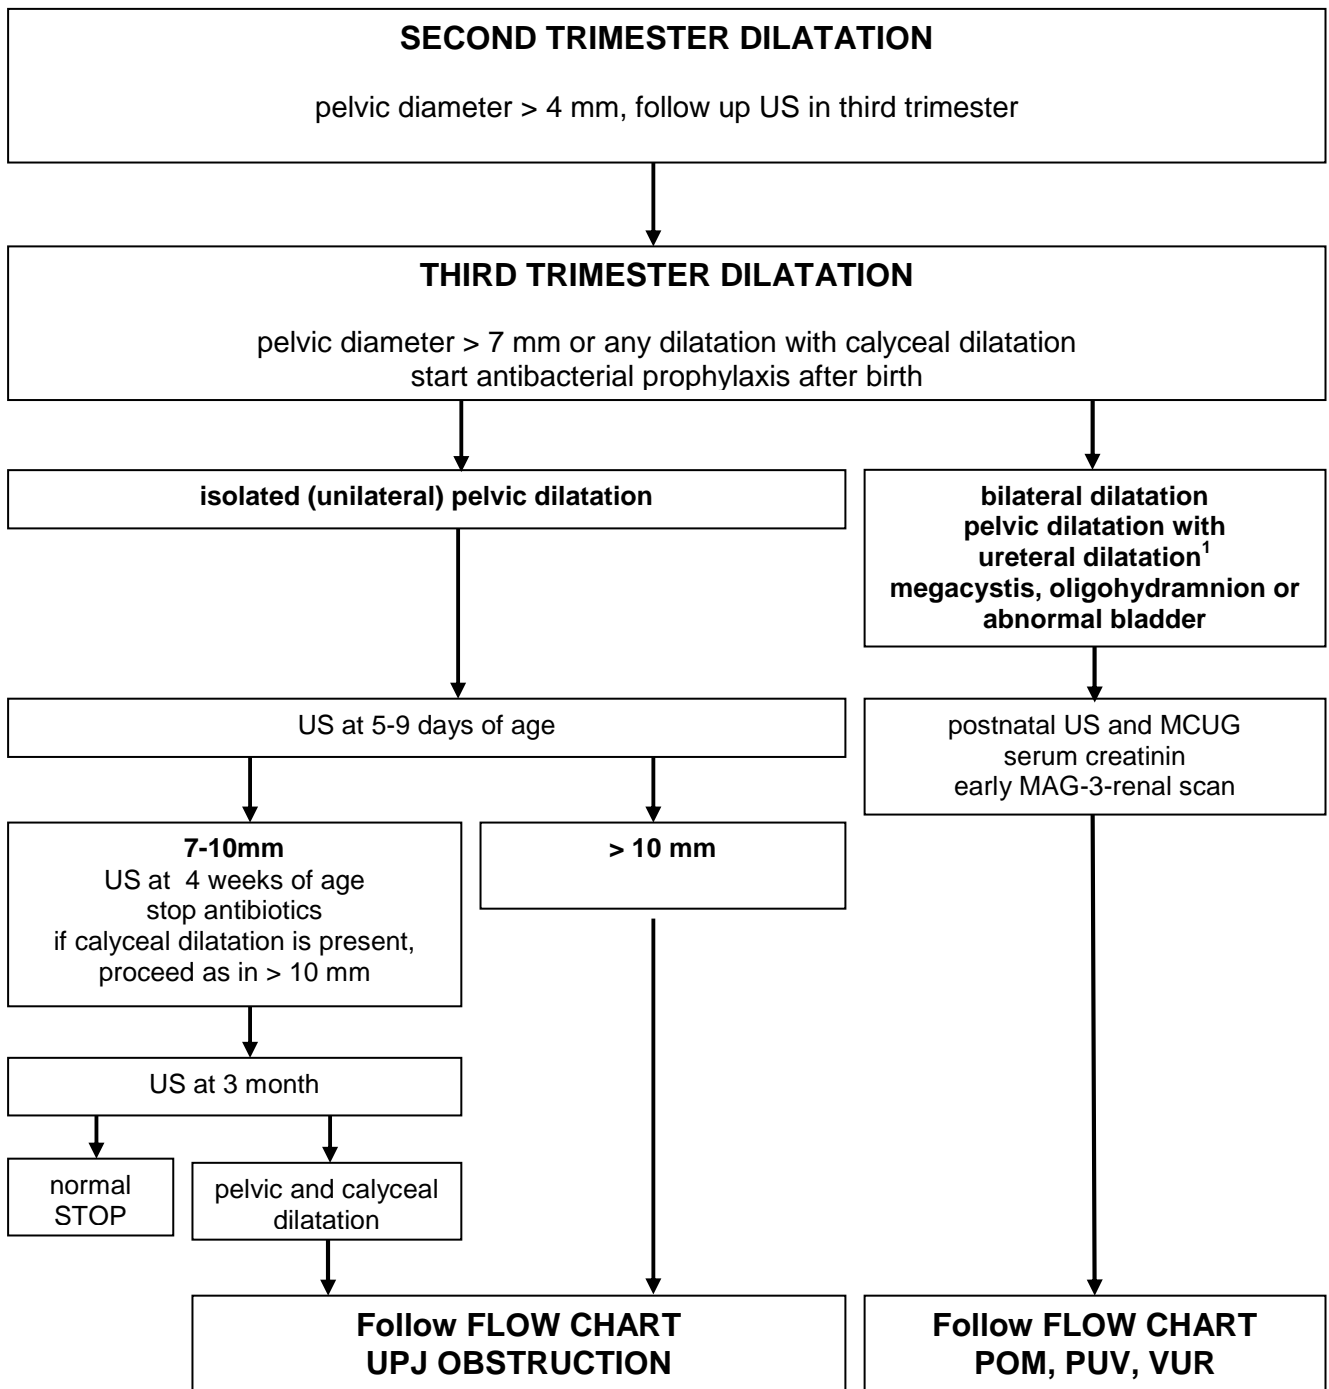 SECOND TRIMESTER DILATATION
pelvic diameter > 4 mm, follow up US in third trimester
THIRD TRIMESTER DILATATION
pelvic diameter > 7 mm or any dilatation with calyceal dilatation
start antibacterial prophylaxis after birth
isolated (unilateral) pelvic dilatation
bilateral dilatation
pelvic dilatation with
ureteral dilatation¹
megacystis, oligohydramnion or
abnormal bladder
US at 5-9 days of age
postnatal US and MCUG
serum creatinin
early MAG-3-renal scan
7-10mm
US at 4 weeks of age
stop antibiotics
if calyceal dilatation is present,
proceed as in > 10 mm
> 10 mm
US at 3 month
normal
STOP
pelvic and calyceal
dilatation
Follow FLOW CHART
UPJ OBSTRUCTION
Follow FLOW CHART
POM, PUV, VUR